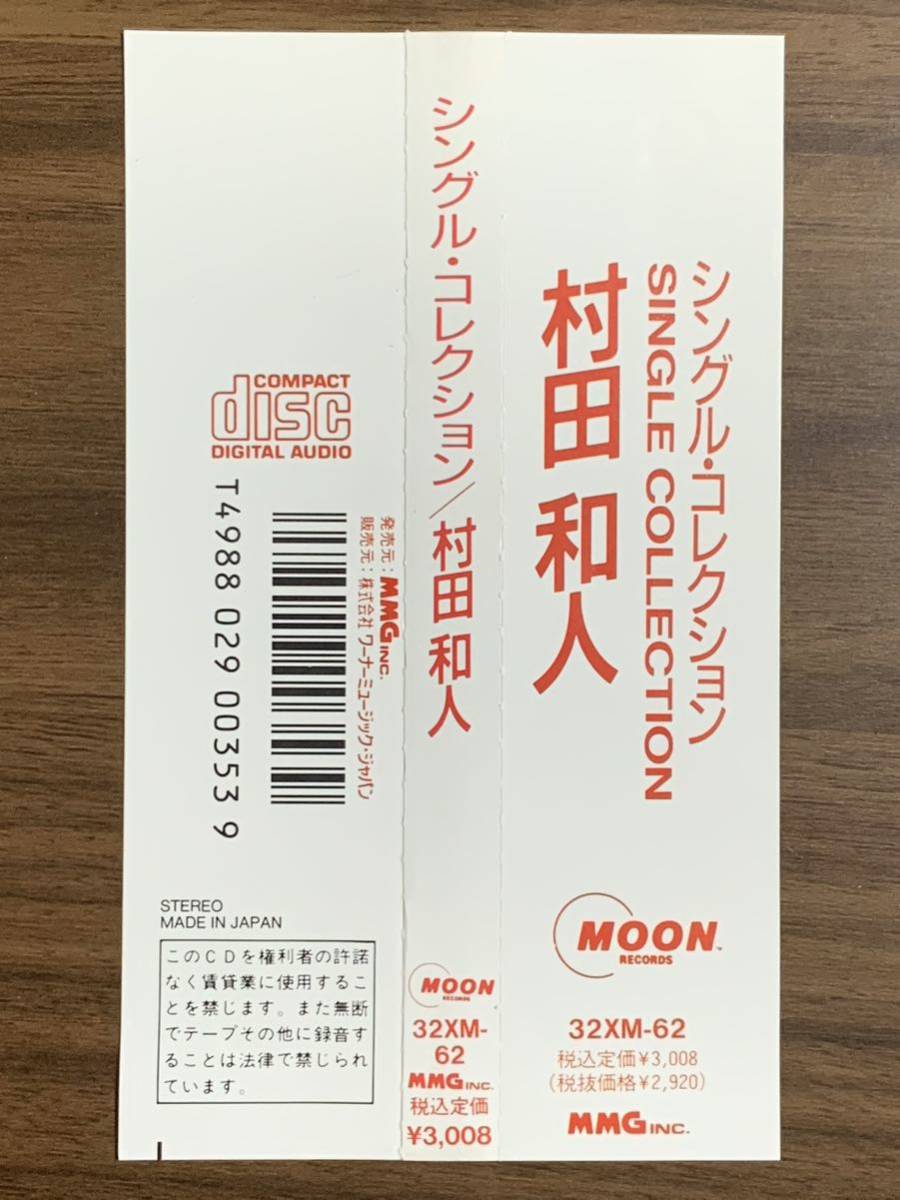 シングル・コレクション
SINGLE COLLECTION
村田 和人
MOON
RECORDS
TM
32XM-62
税込定価¥3,008
(税抜価格¥2,920)
MMG INC.
シングル・コレクション/村田 和人
MOON
RECORDS
32XM-
62
MMG INC.
税込定価
¥3,008
COMPACT
disc
DIGITAL AUDIO
発売元:MMG INC.
販売元:株式会社 ワーナーミュージック・ジャパン
T4988 029 00353 9
STEREO
MADE IN JAPAN
このCDを権利者の許諾
なく賃貸業に使用するこ
とを禁じます。また無断
でテープその他に録音す
ることは法律で禁じられ
ています。